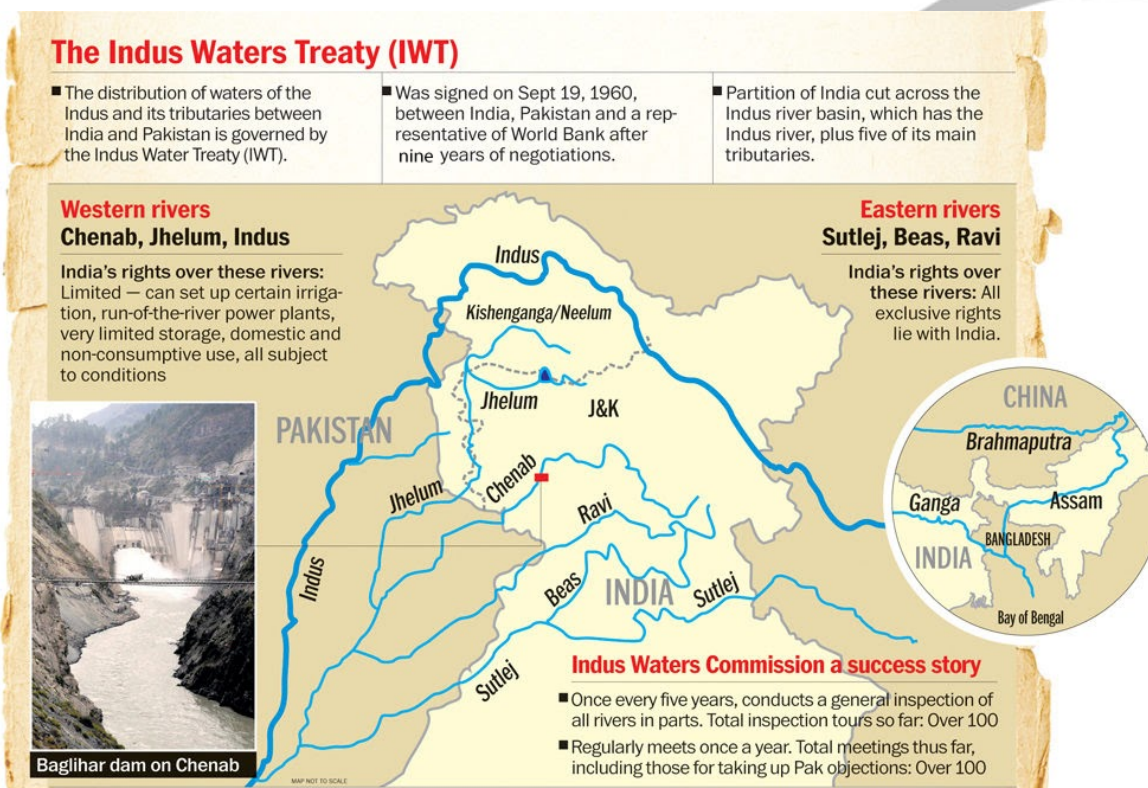 The Indus Waters Treaty (IWT)
■ The distribution of waters of the
Indus and its tributaries between
India and Pakistan is governed by
the Indus Water Treaty (IWT).
■ Was signed on Sept 19, 1960,
between India, Pakistan and a rep-
resentative of World Bank after
nine years of negotiations.
■ Partition of India cut across the
Indus river basin, which has the
Indus river, plus five of its main
tributaries.
Western rivers
Chenab, Jhelum, Indus
India's rights over these rivers:
Limited — can set up certain irriga-
tion, run-of-the-river power plants,
very limited storage, domestic and
non-consumptive use, all subject
to conditions
Eastern rivers
Sutlej, Beas, Ravi
India's rights over
these rivers: All
exclusive rights
lie with India.
Indus
Kishenganga/Neelum
Jhelum
J&K
PAKISTAN
Chenab
Jhelum
Ravi
Indus
Beas
INDIA
Sutlej
Sutlej
CHINA
Brahmaputra
Ganga
Assam
BANGLADESH
INDIA
Bay of Bengal
Indus Waters Commission a success story
■ Once every five years, conducts a general inspection of
all rivers in parts. Total inspection tours so far: Over 100
■ Regularly meets once a year. Total meetings thus far,
including those for taking up Pak objections: Over 100
Baglihar dam on Chenab
MAP NOT TO SCALE